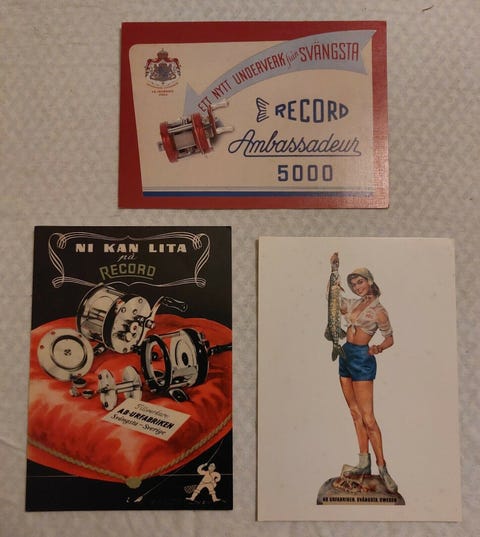 ETT NYTT UNDERVERK från SVÄNGSTA
RECORD
Ambassadeur
5000
NI KAN LITA
på
RECORD
Tillverkare:
AB·URFABRIKEN
Svängsta-Sverige
AB URFABRIKEN, SVÄNGSTA, SWEDEN